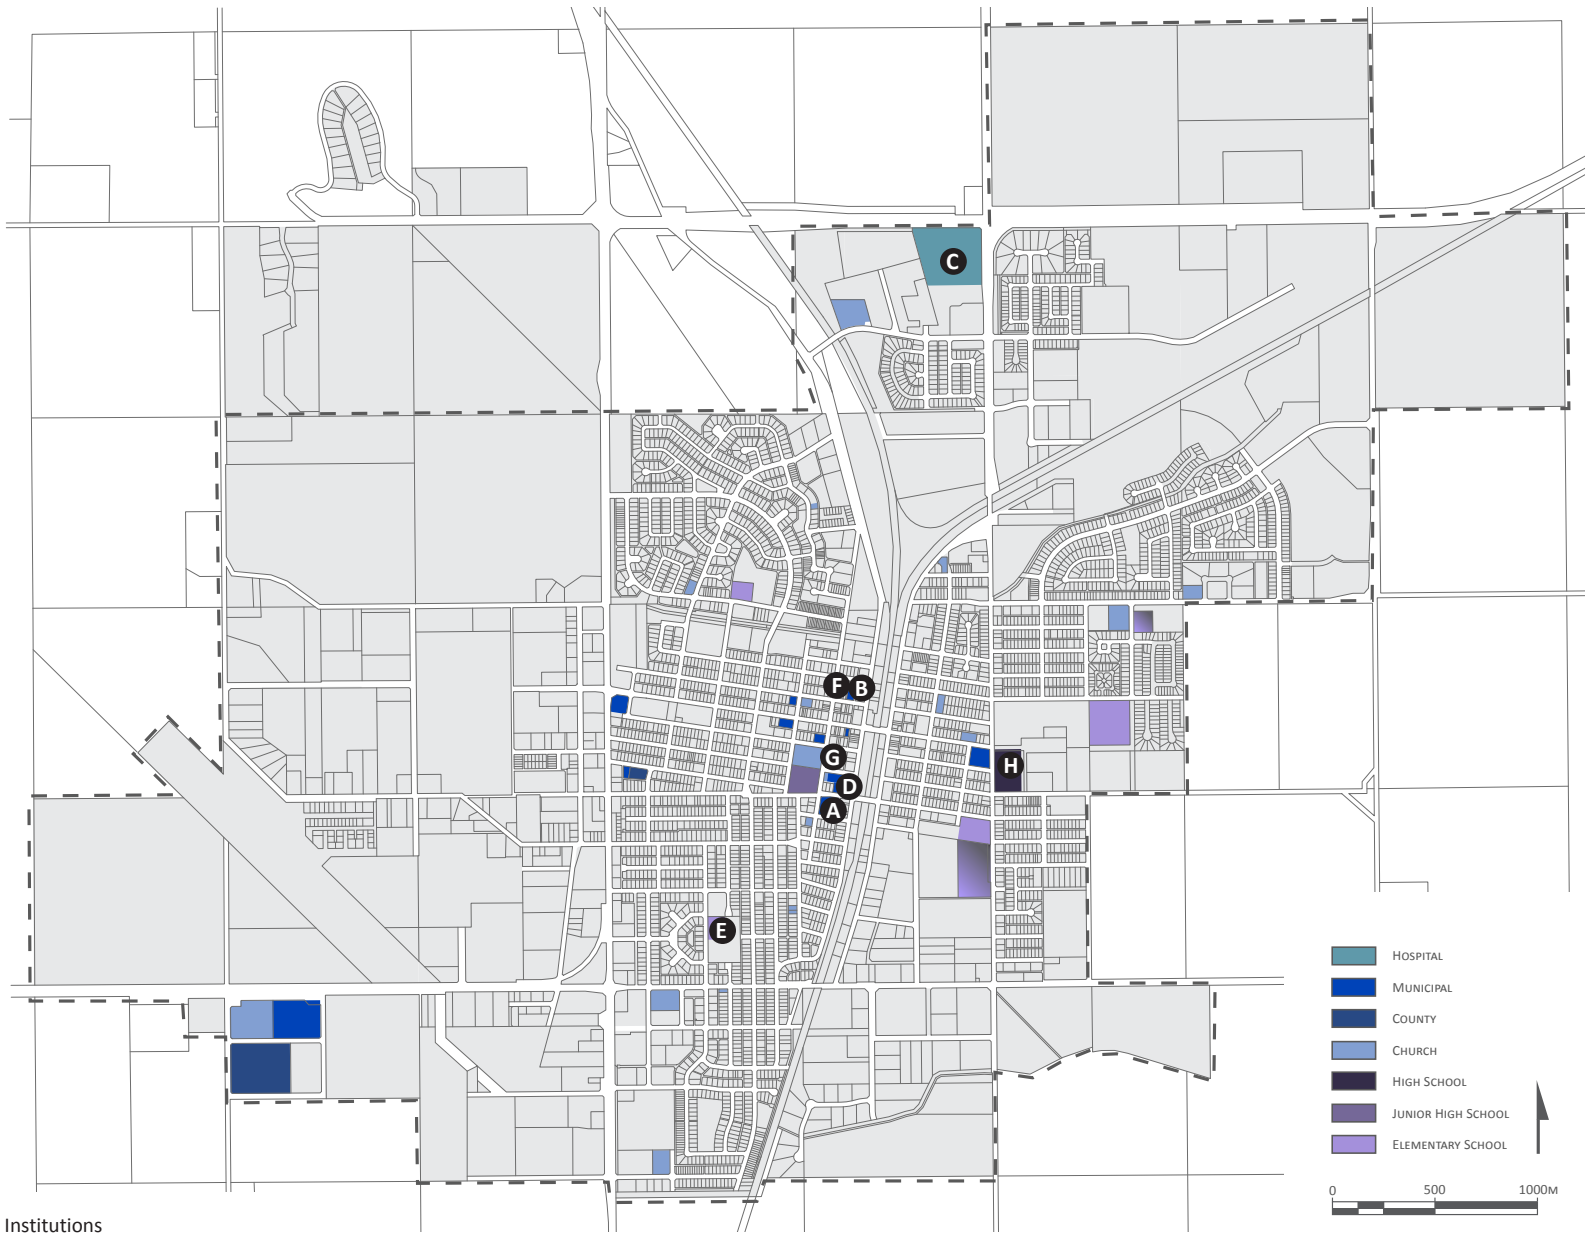 C
F
B
G
H
D
A
E
HOSPITAL
MUNICIPAL
COUNTY
CHURCH
HIGH SCHOOL
JUNIOR HIGH SCHOOL
ELEMENTARY SCHOOL
0 500 1000M
Institutions